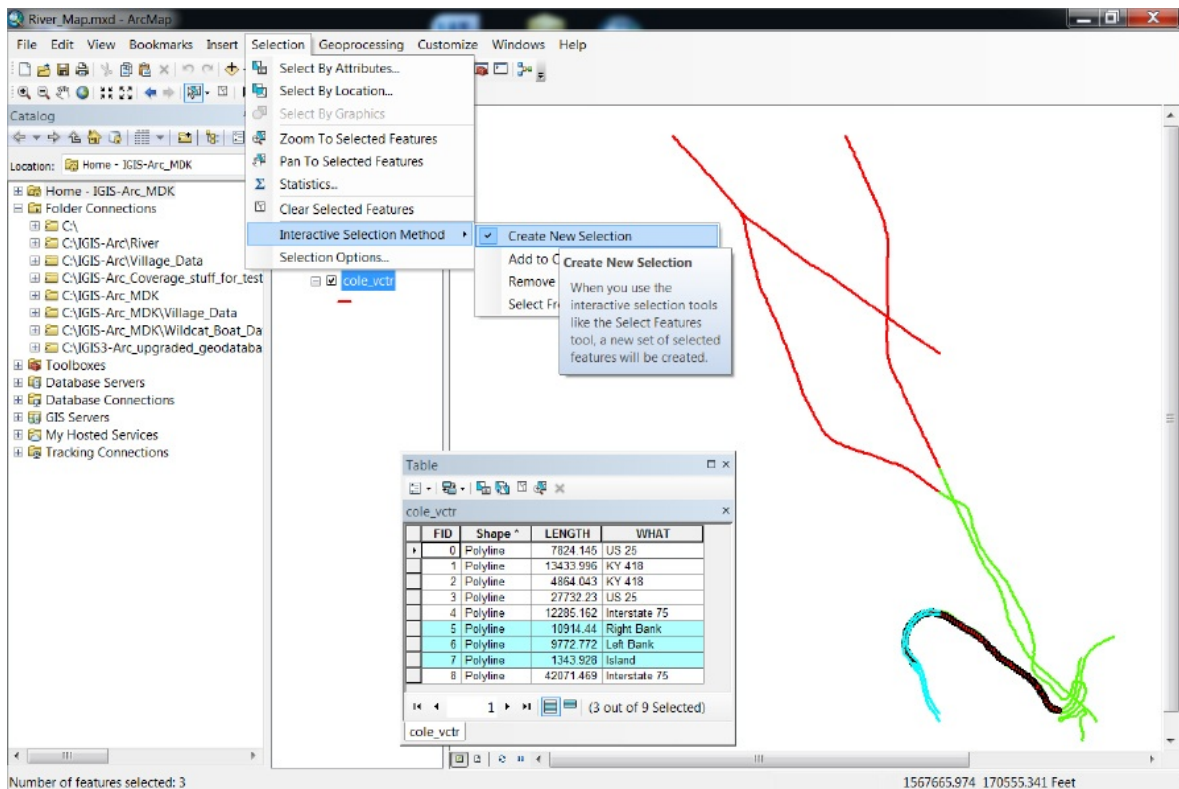 River_Map.mxd - ArcMap
File Edit View Bookmarks Insert Selection Geoprocessing Customize Windows Help
Select By Attributes...
Select By Location...
Select By Graphics
Zoom To Selected Features
Pan To Selected Features
Σ Statistics...
Clear Selected Features
Interactive Selection Method
Selection Options...
Create New Selection
Add to C
Remove
Select Fr
Create New Selection
When you use the
interactive selection tools
like the Select Features
tool, a new set of selected
features will be created.
Catalog
Location: Home - IGIS-Arc_MDK
Home - IGIS-Arc_MDK
Folder Connections
C:\
C:\IGIS-Arc\River
C:\IGIS-Arc\Village_Data
C:\IGIS-Arc_Coverage_stuff_for_test
C:\IGIS-Arc_MDK
C:\IGIS-Arc_MDK\Village_Data
C:\IGIS-Arc_MDK\Wildcat_Boat_Da
C:\IGIS3-Arc_upgraded_geodataba
Toolboxes
Database Servers
Database Connections
GIS Servers
My Hosted Services
Tracking Connections
cole_vctr
Table
cole_vctr
FID Shape ^ LENGTH WHAT
0 Polyline 7824.145 US 25
1 Polyline 13433.996 KY 418
2 Polyline 4864.043 KY 418
3 Polyline 27732.23 US 25
4 Polyline 12285.162 Interstate 75
5 Polyline 10914.44 Right Bank
6 Polyline 9772.772 Left Bank
7 Polyline 1343.928 Island
8 Polyline 42071.469 Interstate 75
1 (3 out of 9 Selected)
cole_vctr
Number of features selected: 3
1567665.974 170555.341 Feet